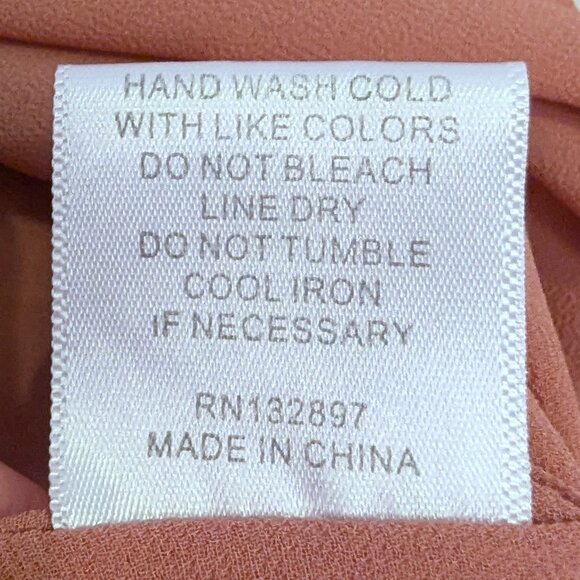 HAND WASH COLD
WITH LIKE COLORS
DO NOT BLEACH
LINE DRY
DO NOT TUMBLE
COOL IRON
IF NECESSARY
RN132897
MADE IN CHINA